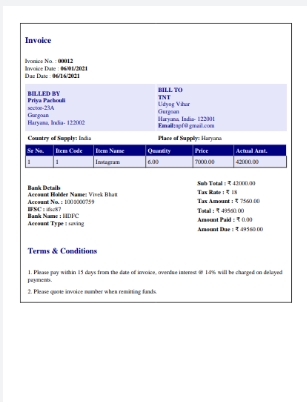 Invoice
Invoice No. : 00012
Invoice Date : 06/01/2021
Due Date : 06/16/2021
BILLED BY
Priya Pachouli
sector-23A
Gurgoan
Haryana, India- 122002
BILL TO
TNT
Udyog Vihar
Gurgoan
Haryana, India- 122001
Email:tnpf@gmail.com
Country of Supply: India
Place of Supply: Haryana
Sr No. Item Code Item Name Quantity Price Actual Amt.
1 1 Instagram 6.00 7000.00 42000.00
Bank Details
Account Holder Name: Vivek Bhatt
Account No. : 1001000759
IFSC : ifsc87
Bank Name : HDFC
Account Type : saving
Sub Total : ₹ 42000.00
Tax Rate : ₹ 18
Tax Amount : ₹ 7560.00
Total : ₹ 49560.00
Amount Paid : ₹ 0.00
Amount Due : ₹ 49560.00
Terms & Conditions
1. Please pay within 15 days from the date of invoice, overdue interest @ 14% will be charged on delayed
payments.
2. Please quote invoice number when remitting funds.